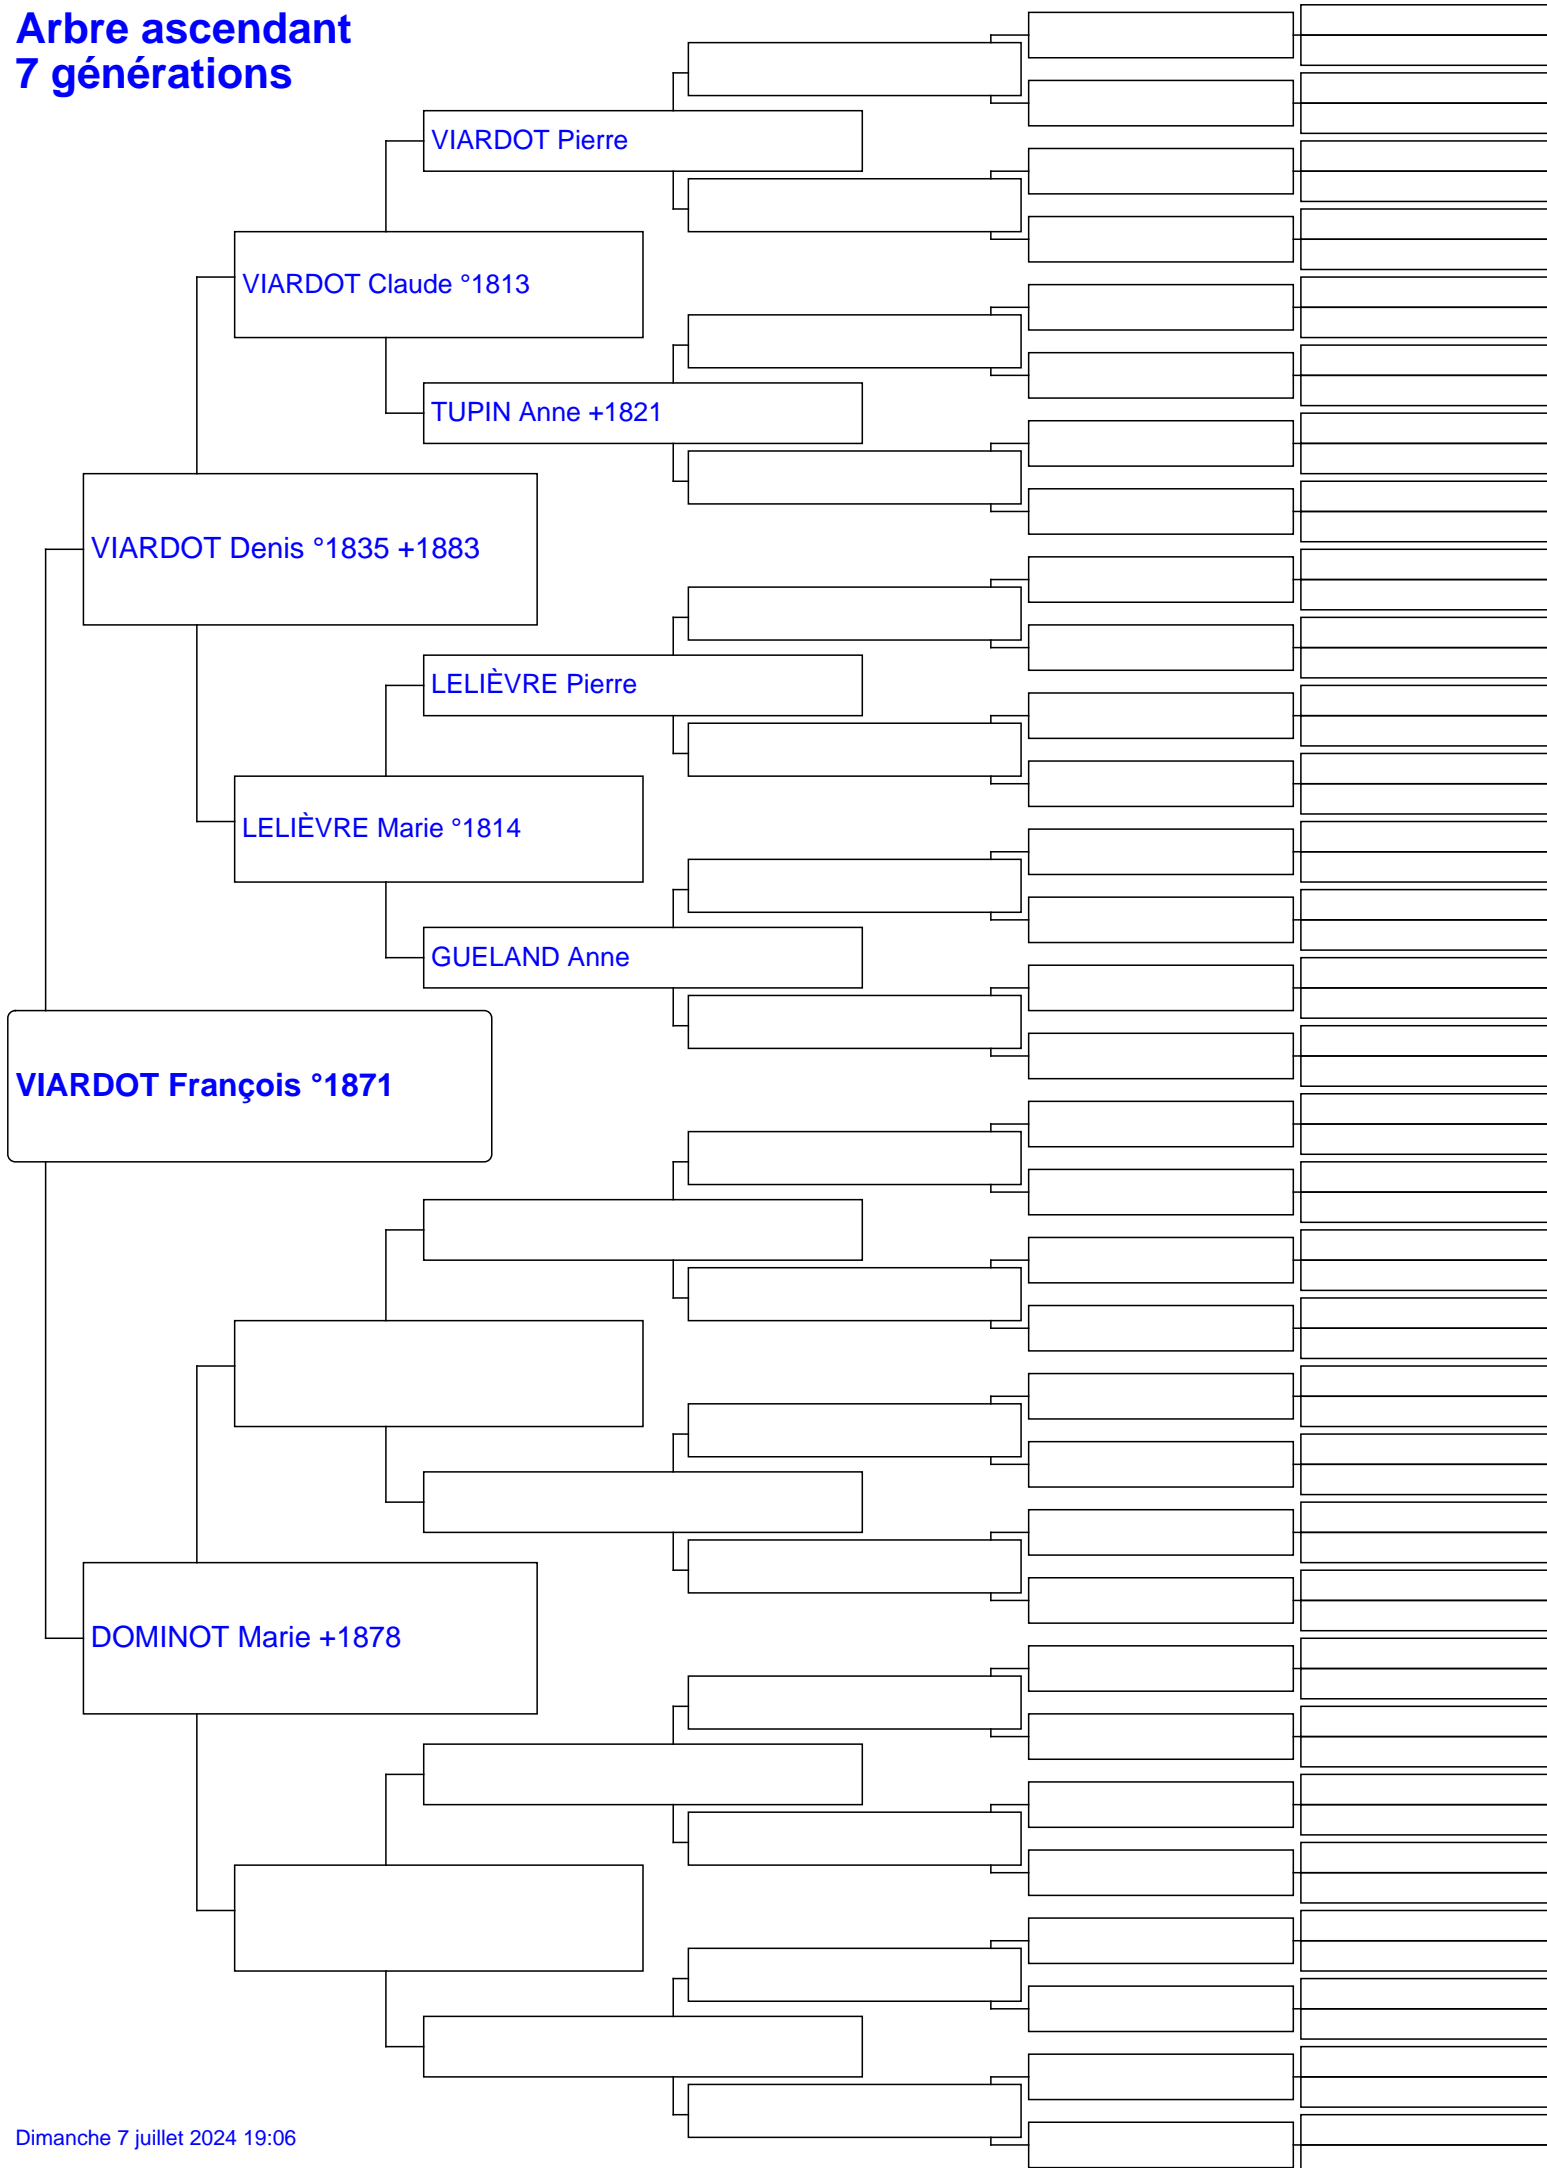 Arbre ascendant
7 générations
VIARDOT Pierre
VIARDOT Claude °1813
TUPIN Anne +1821
VIARDOT Denis °1835 +1883
LELIÈVRE Pierre
LELIÈVRE Marie °1814
GUELAND Anne
VIARDOT François °1871
DOMINOT Marie +1878
Dimanche 7 juillet 2024 19:06